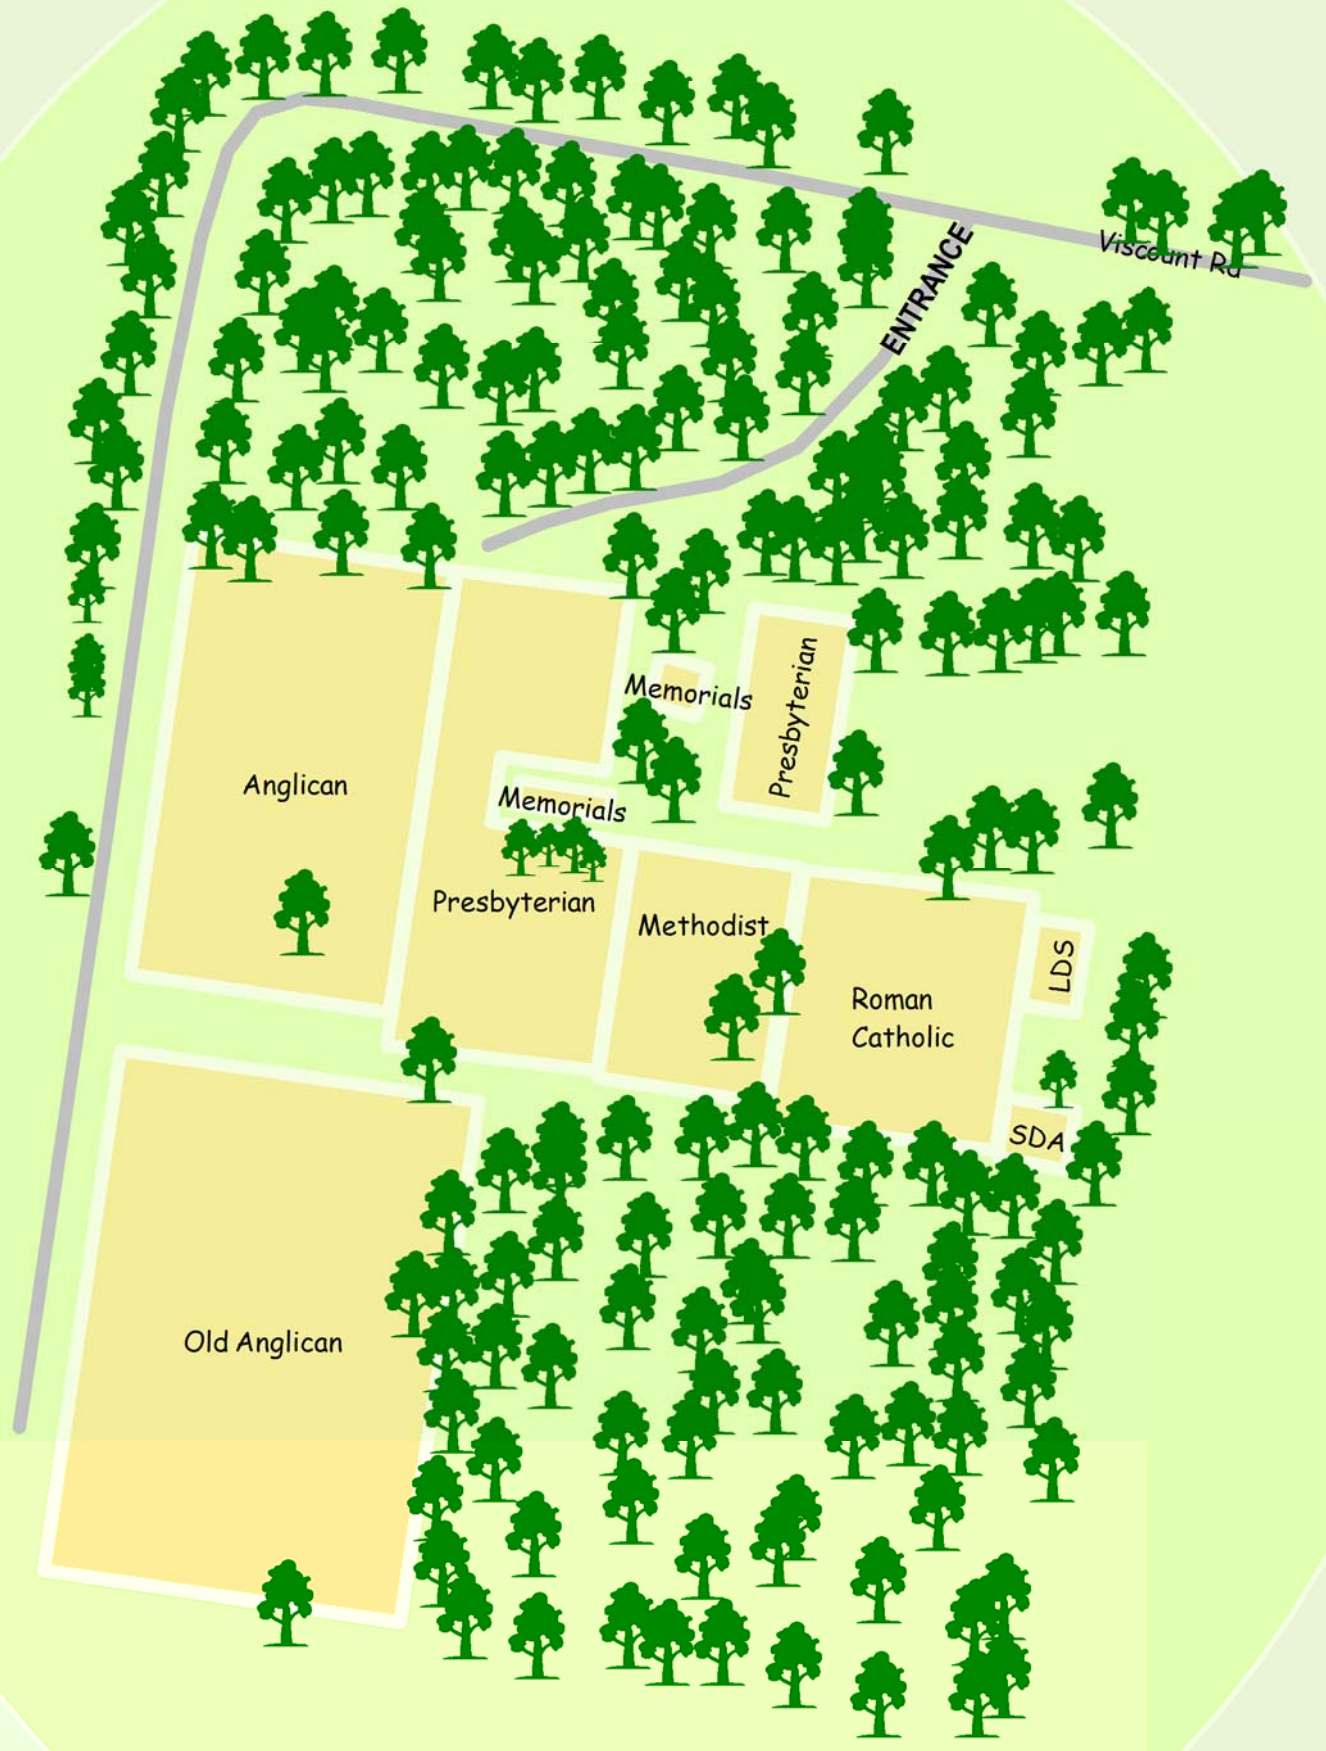 Viscount Rd
ENTRANCE
Presbyterian
Memorials
Anglican
Memorials
Presbyterian
Methodist
LDS
Roman
Catholic
SDA
Old Anglican